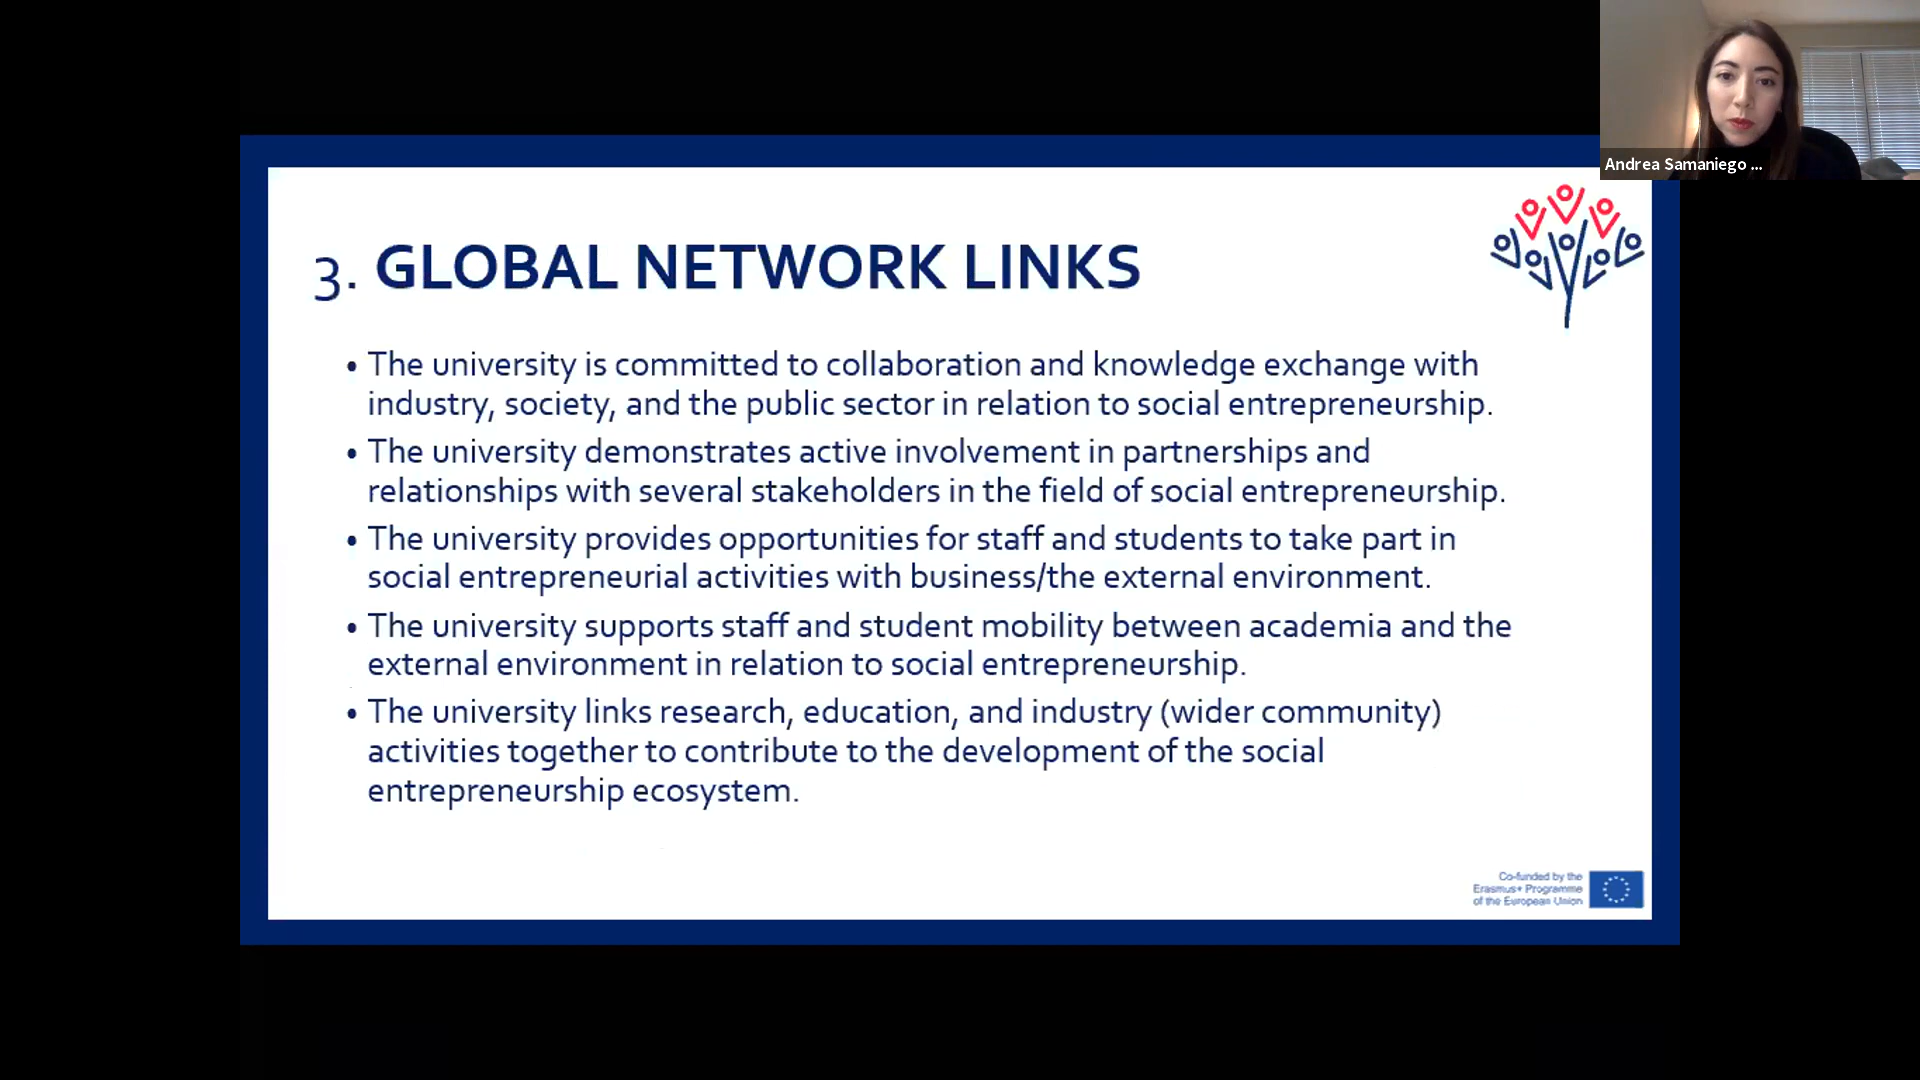 Andrea Samaniego ...
3. GLOBAL NETWORK LINKS
• The university is committed to collaboration and knowledge exchange with
industry, society, and the public sector in relation to social entrepreneurship.
• The university demonstrates active involvement in partnerships and
relationships with several stakeholders in the field of social entrepreneurship.
• The university provides opportunities for staff and students to take part in
social entrepreneurial activities with business/the external environment.
• The university supports staff and student mobility between academia and the
external environment in relation to social entrepreneurship.
• The university links research, education, and industry (wider community)
activities together to contribute to the development of the social
entrepreneurship ecosystem.
Co-funded by the
Erasmus+ Programme
of the European Union